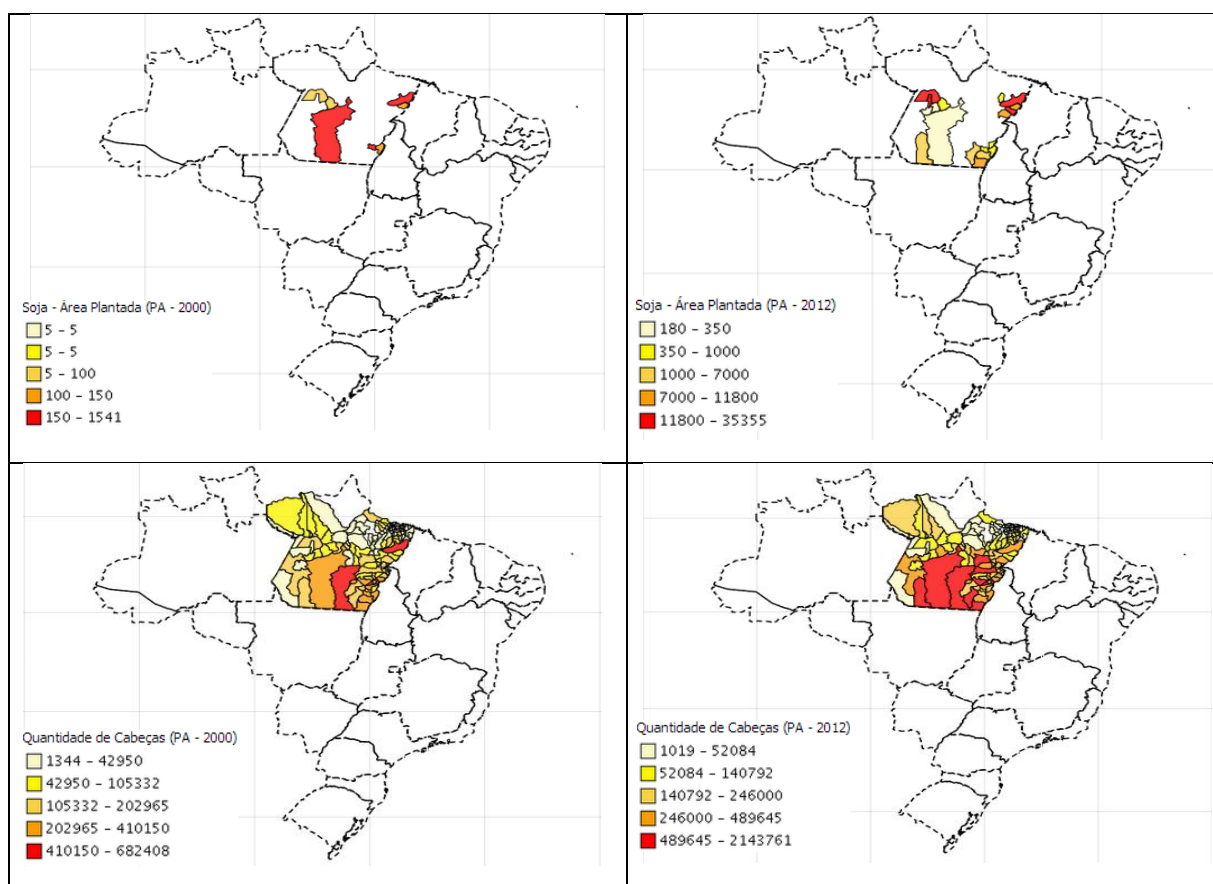 Soja - Área Plantada (PA - 2000)
5 - 5
5 - 5
5 - 100
100 - 150
150 - 1541
Soja - Área Plantada (PA - 2012)
180 - 350
350 - 1000
1000 - 7000
7000 - 11800
11800 - 35355
Quantidade de Cabeças (PA - 2000)
1344 - 42950
42950 - 105332
105332 - 202965
202965 - 410150
410150 - 682408
Quantidade de Cabeças (PA - 2012)
1019 - 52084
52084 - 140792
140792 - 246000
246000 - 489645
489645 - 2143761